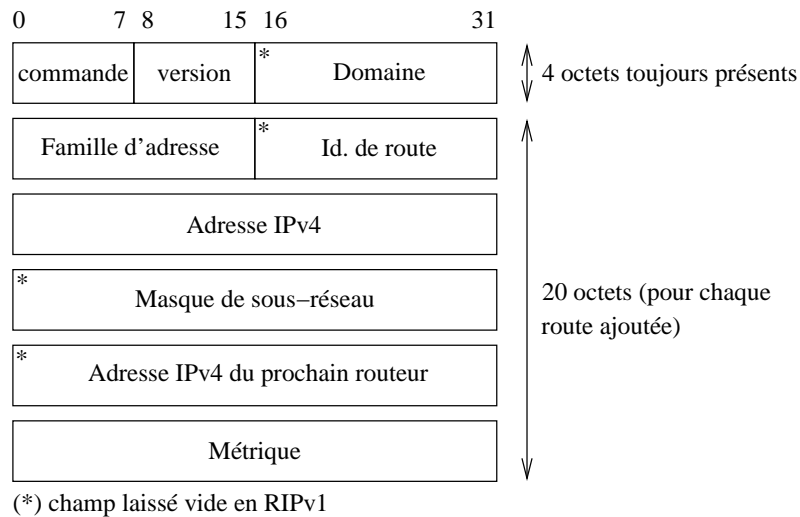 0 7 8 15 16 31
commande version * Domaine 4 octets toujours présents
Famille d'adresse * Id. de route
Adresse IPv4
* Masque de sous−réseau
20 octets (pour chaque
route ajoutée)
* Adresse IPv4 du prochain routeur
Métrique
(*) champ laissé vide en RIPv1